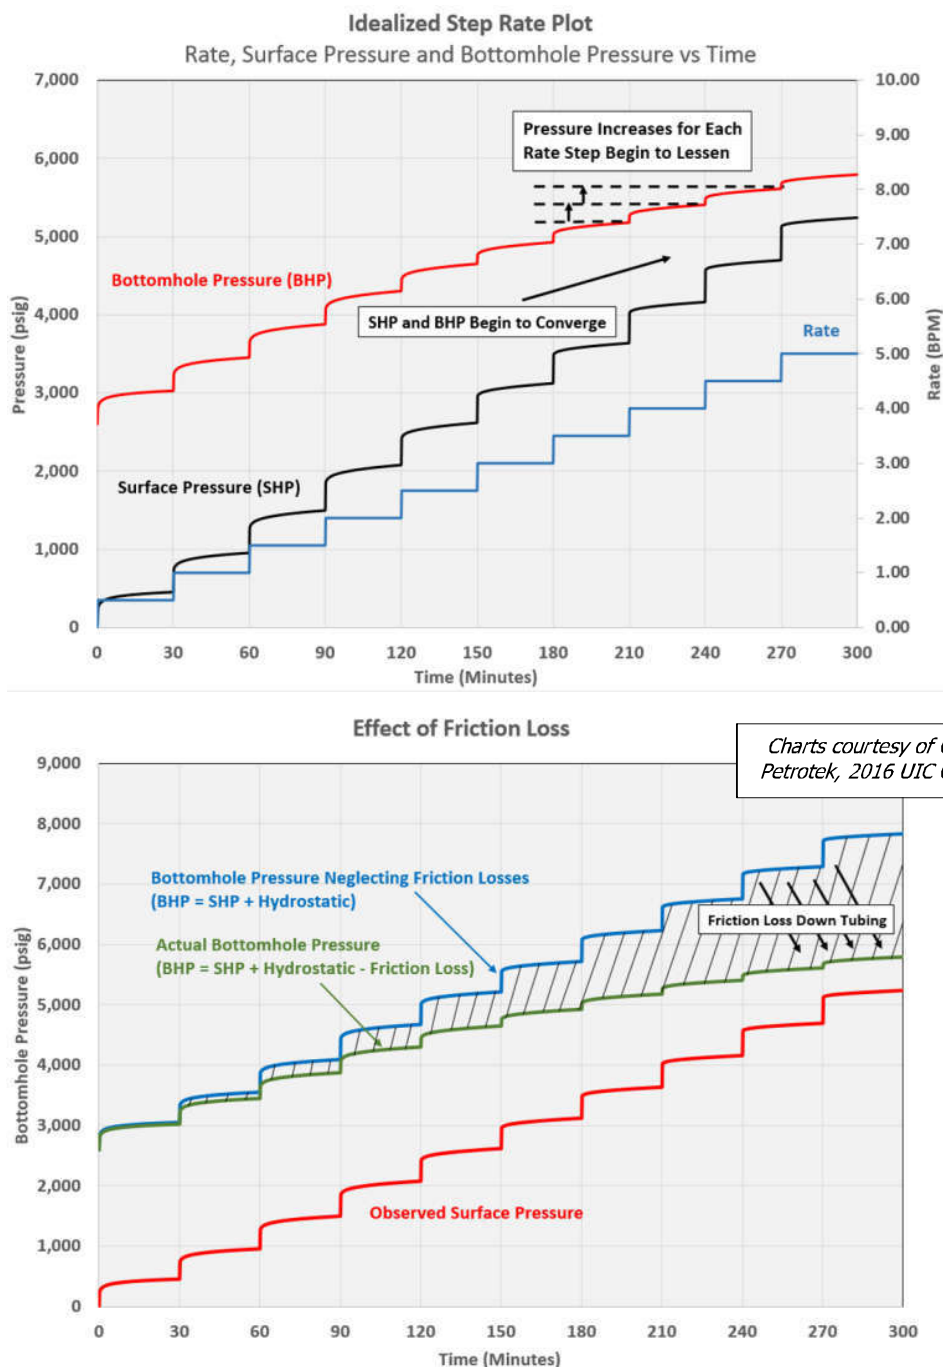 Idealized Step Rate Plot
Rate, Surface Pressure and Bottomhole Pressure vs Time
7,000
6,000
5,000
4,000
3,000
2,000
1,000
0
Pressure (psig)
10.00
9.00
8.00
7.00
6.00
5.00
4.00
3.00
2.00
1.00
0.00
Rate (BPM)
Pressure Increases for Each
Rate Step Begin to Lessen
Bottomhole Pressure (BHP)
SHP and BHP Begin to Converge
Rate
Surface Pressure (SHP)
0 30 60 90 120 150 180 210 240 270 300
Time (Minutes)
Effect of Friction Loss
Charts courtesy of
Petrotek, 2016 UIC
9,000
8,000
7,000
6,000
5,000
4,000
3,000
2,000
1,000
0
Bottomhole Pressure (psig)
Bottomhole Pressure Neglecting Friction Losses
(BHP = SHP + Hydrostatic)
Friction Loss Down Tubing
Actual Bottomhole Pressure
(BHP = SHP + Hydrostatic - Friction Loss)
Observed Surface Pressure
0 30 60 90 120 150 180 210 240 270 300
Time (Minutes)